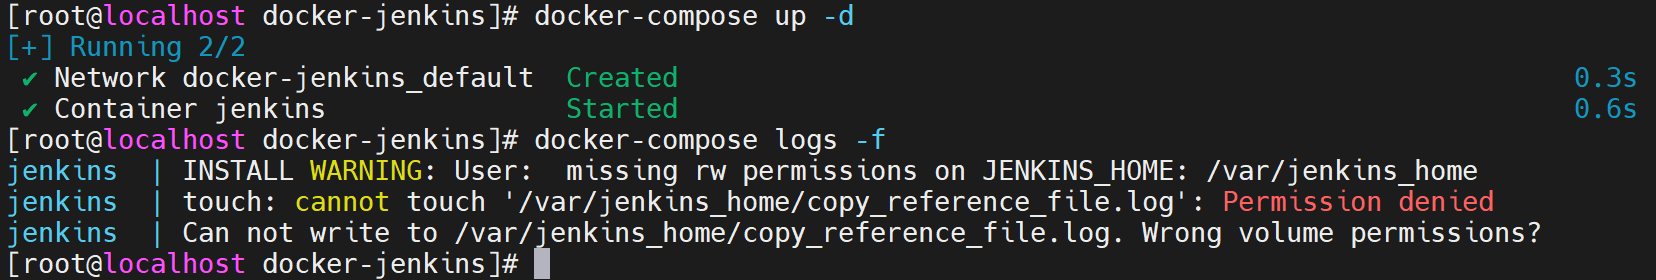 [root@localhost docker-jenkins]# docker-compose up -d
[+] Running 2/2
✔ Network docker-jenkins_default  Created 0.3s
✔ Container jenkins Started 0.6s
[root@localhost docker-jenkins]# docker-compose logs -f
jenkins  | INSTALL WARNING: User:  missing rw permissions on JENKINS_HOME: /var/jenkins_home
jenkins  | touch: cannot touch '/var/jenkins_home/copy_reference_file.log': Permission denied
jenkins  | Can not write to /var/jenkins_home/copy_reference_file.log. Wrong volume permissions?
[root@localhost docker-jenkins]#